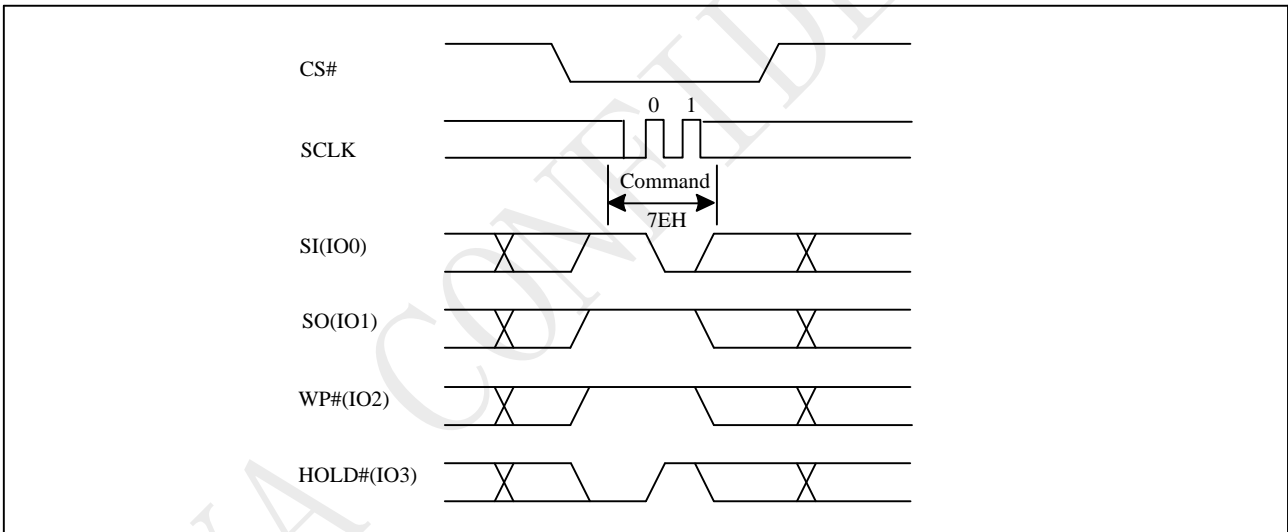 CS#
0 1
SCLK
Command
7EH
SI(IO0)
SO(IO1)
WP#(IO2)
HOLD#(IO3)